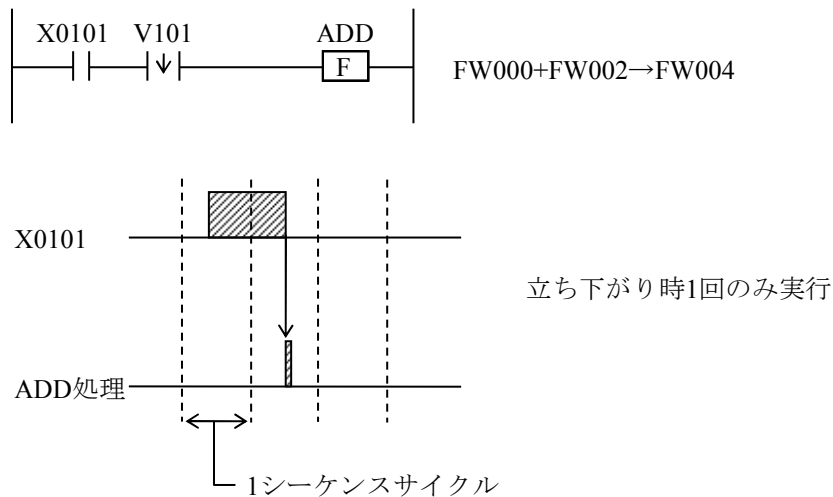 X0101 V101 ADD
F
FW000+FW002→FW004
X0101
立ち下がり時1回のみ実行
ADD処理
1シーケンスサイクル